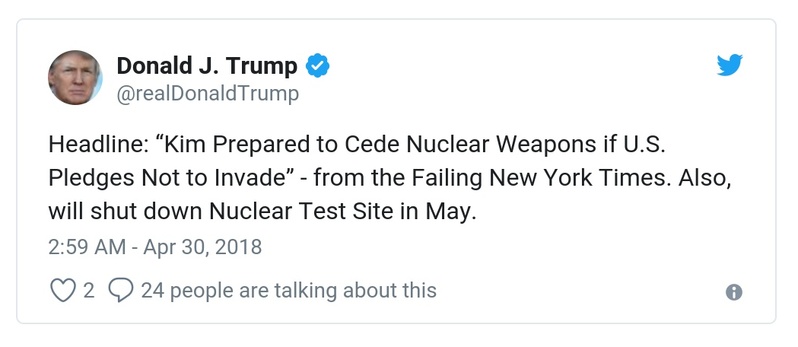 Donald J. Trump
@realDonaldTrump
Headline: “Kim Prepared to Cede Nuclear Weapons if U.S.
Pledges Not to Invade” - from the Failing New York Times. Also,
will shut down Nuclear Test Site in May.
2:59 AM - Apr 30, 2018
2 24 people are talking about this